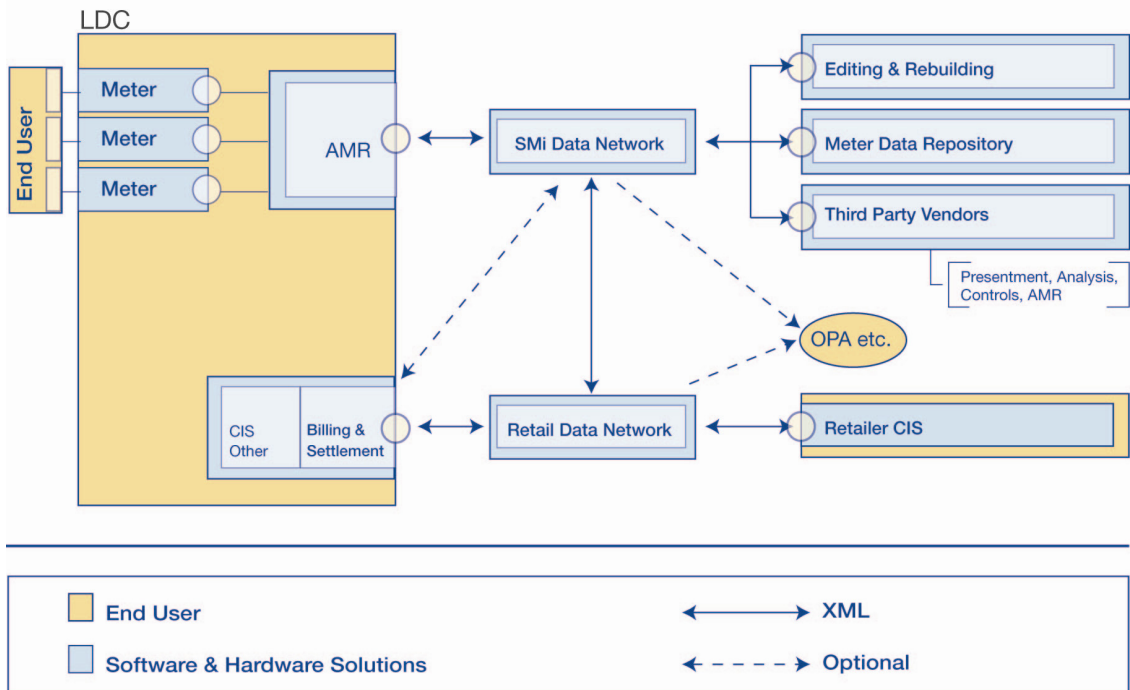 LDC
End User
Meter
Meter
Meter
AMR
SMi Data Network
Editing & Rebuilding
Meter Data Repository
Third Party Vendors
Presentment, Analysis,
Controls, AMR
OPA etc.
CIS
Other
Billing &
Settlement
Retail Data Network
Retailer CIS
End User
XML
Software & Hardware Solutions
Optional